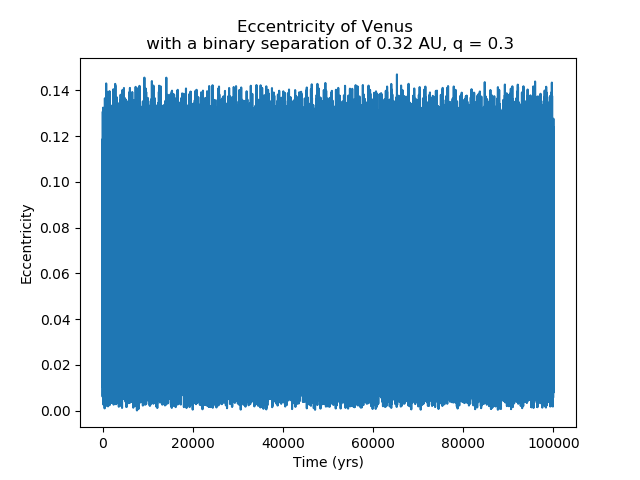 Eccentricity of Venus
with a binary separation of 0.32 AU, q = 0.3
Eccentricity
0.14
0.12
0.10
0.08
0.06
0.04
0.02
0.00
0 20000 40000 60000 80000 100000
Time (yrs)